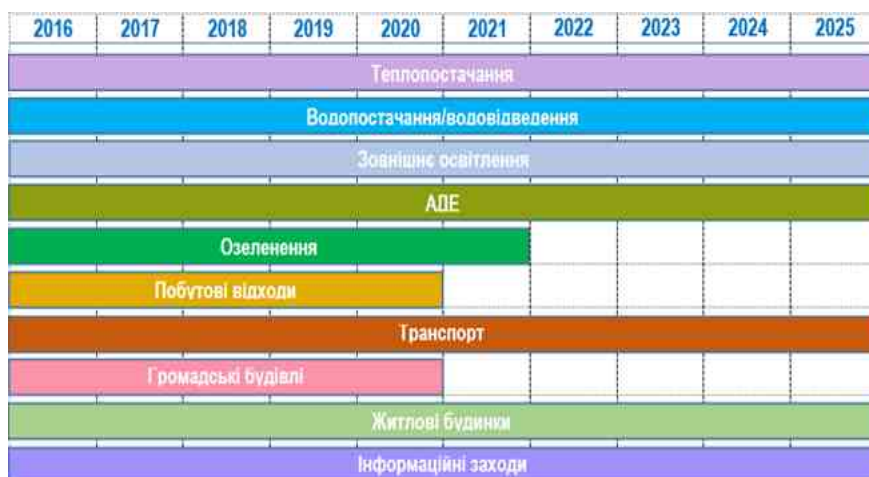 2016 2017 2018 2019 2020 2021 2022 2023 2024 2025
Теплопостачання
Водопостачання/водовідведення
Зовнішнє освітлення
АДЕ
Озеленення
Побутові відходи
Транспорт
Громадські будівлі
Житлові будинки
Інформаційні заходи